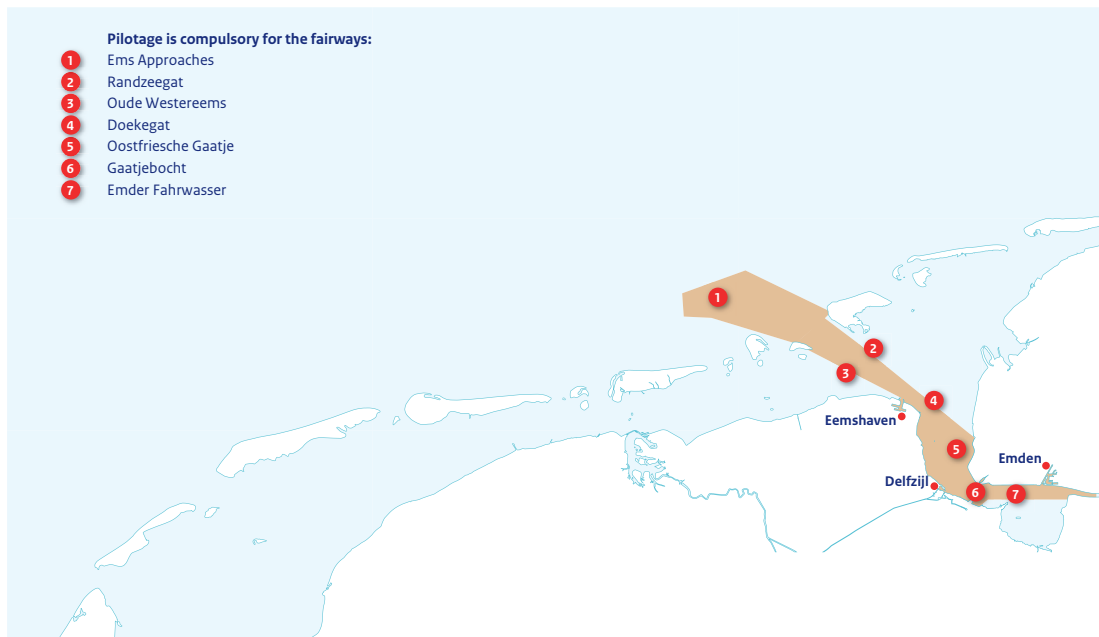 Pilotage is compulsory for the fairways:
1 Ems Approaches
2 Randzeegat
3 Oude Westereems
4 Doekegat
5 Oostfriesche Gaatje
6 Gaatjebocht
7 Emder Fahrwasser
1
2
3
4
Eemshaven
5
Emden
Delfzijl
6
7